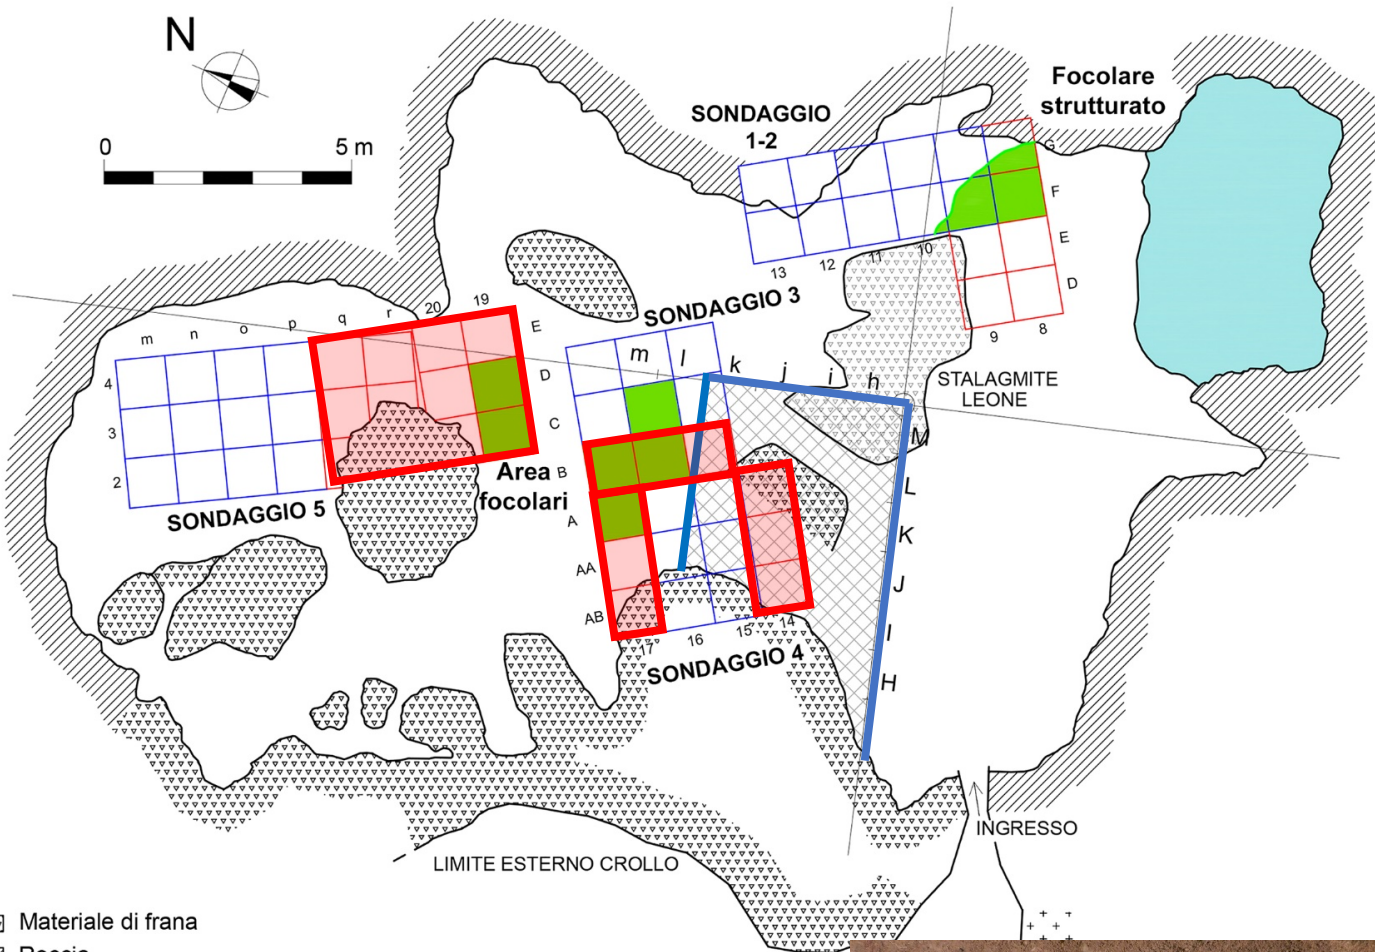 N
0 5 m
SONDAGGIO
1-2
Focolare
strutturato
G
F
E
D
13 12 11 10
9 8
SONDAGGIO 3
m l k j i h
m n o p q r 20 19
E
D
C
B
A
AA
AB
4
3
2
SONDAGGIO 5
Area
focolari
STALAGMITE
LEONE
M
L
K
J
I
H
17 16 15 14
SONDAGGIO 4
INGRESSO
LIMITE ESTERNO CROLLO
Materiale di frana